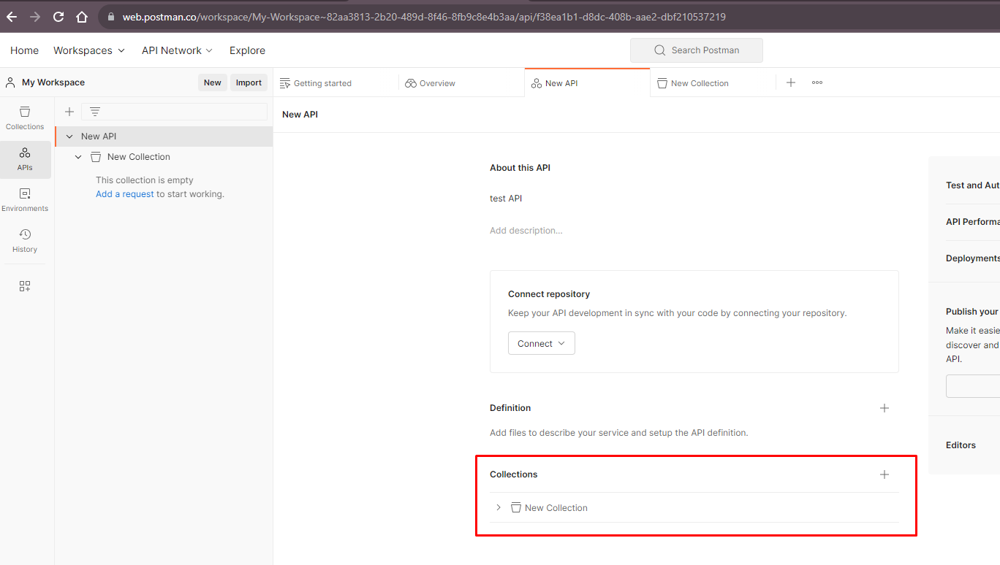 web.postman.co/workspace/My-Workspace~82aa3813-2b20-489d-8f46-8fb9c8e4b3aa/api/f38ea1b1-d8dc-408b-aae2-dbf210537219
Home Workspaces API Network Explore Search Postman
My Workspace New Import
Getting started Overview New API New Collection
Collections
APIs
Environments
History
New API
New Collection
This collection is empty
Add a request to start working.
New API
About this API
test API
Add description...
Connect repository
Keep your API development in sync with your code by connecting your repository.
Connect
Definition
Add files to describe your service and setup the API definition.
Collections
New Collection
Test and Aut
API Performa
Deployments
Publish your
Make it easie
discover and
API.
Editors